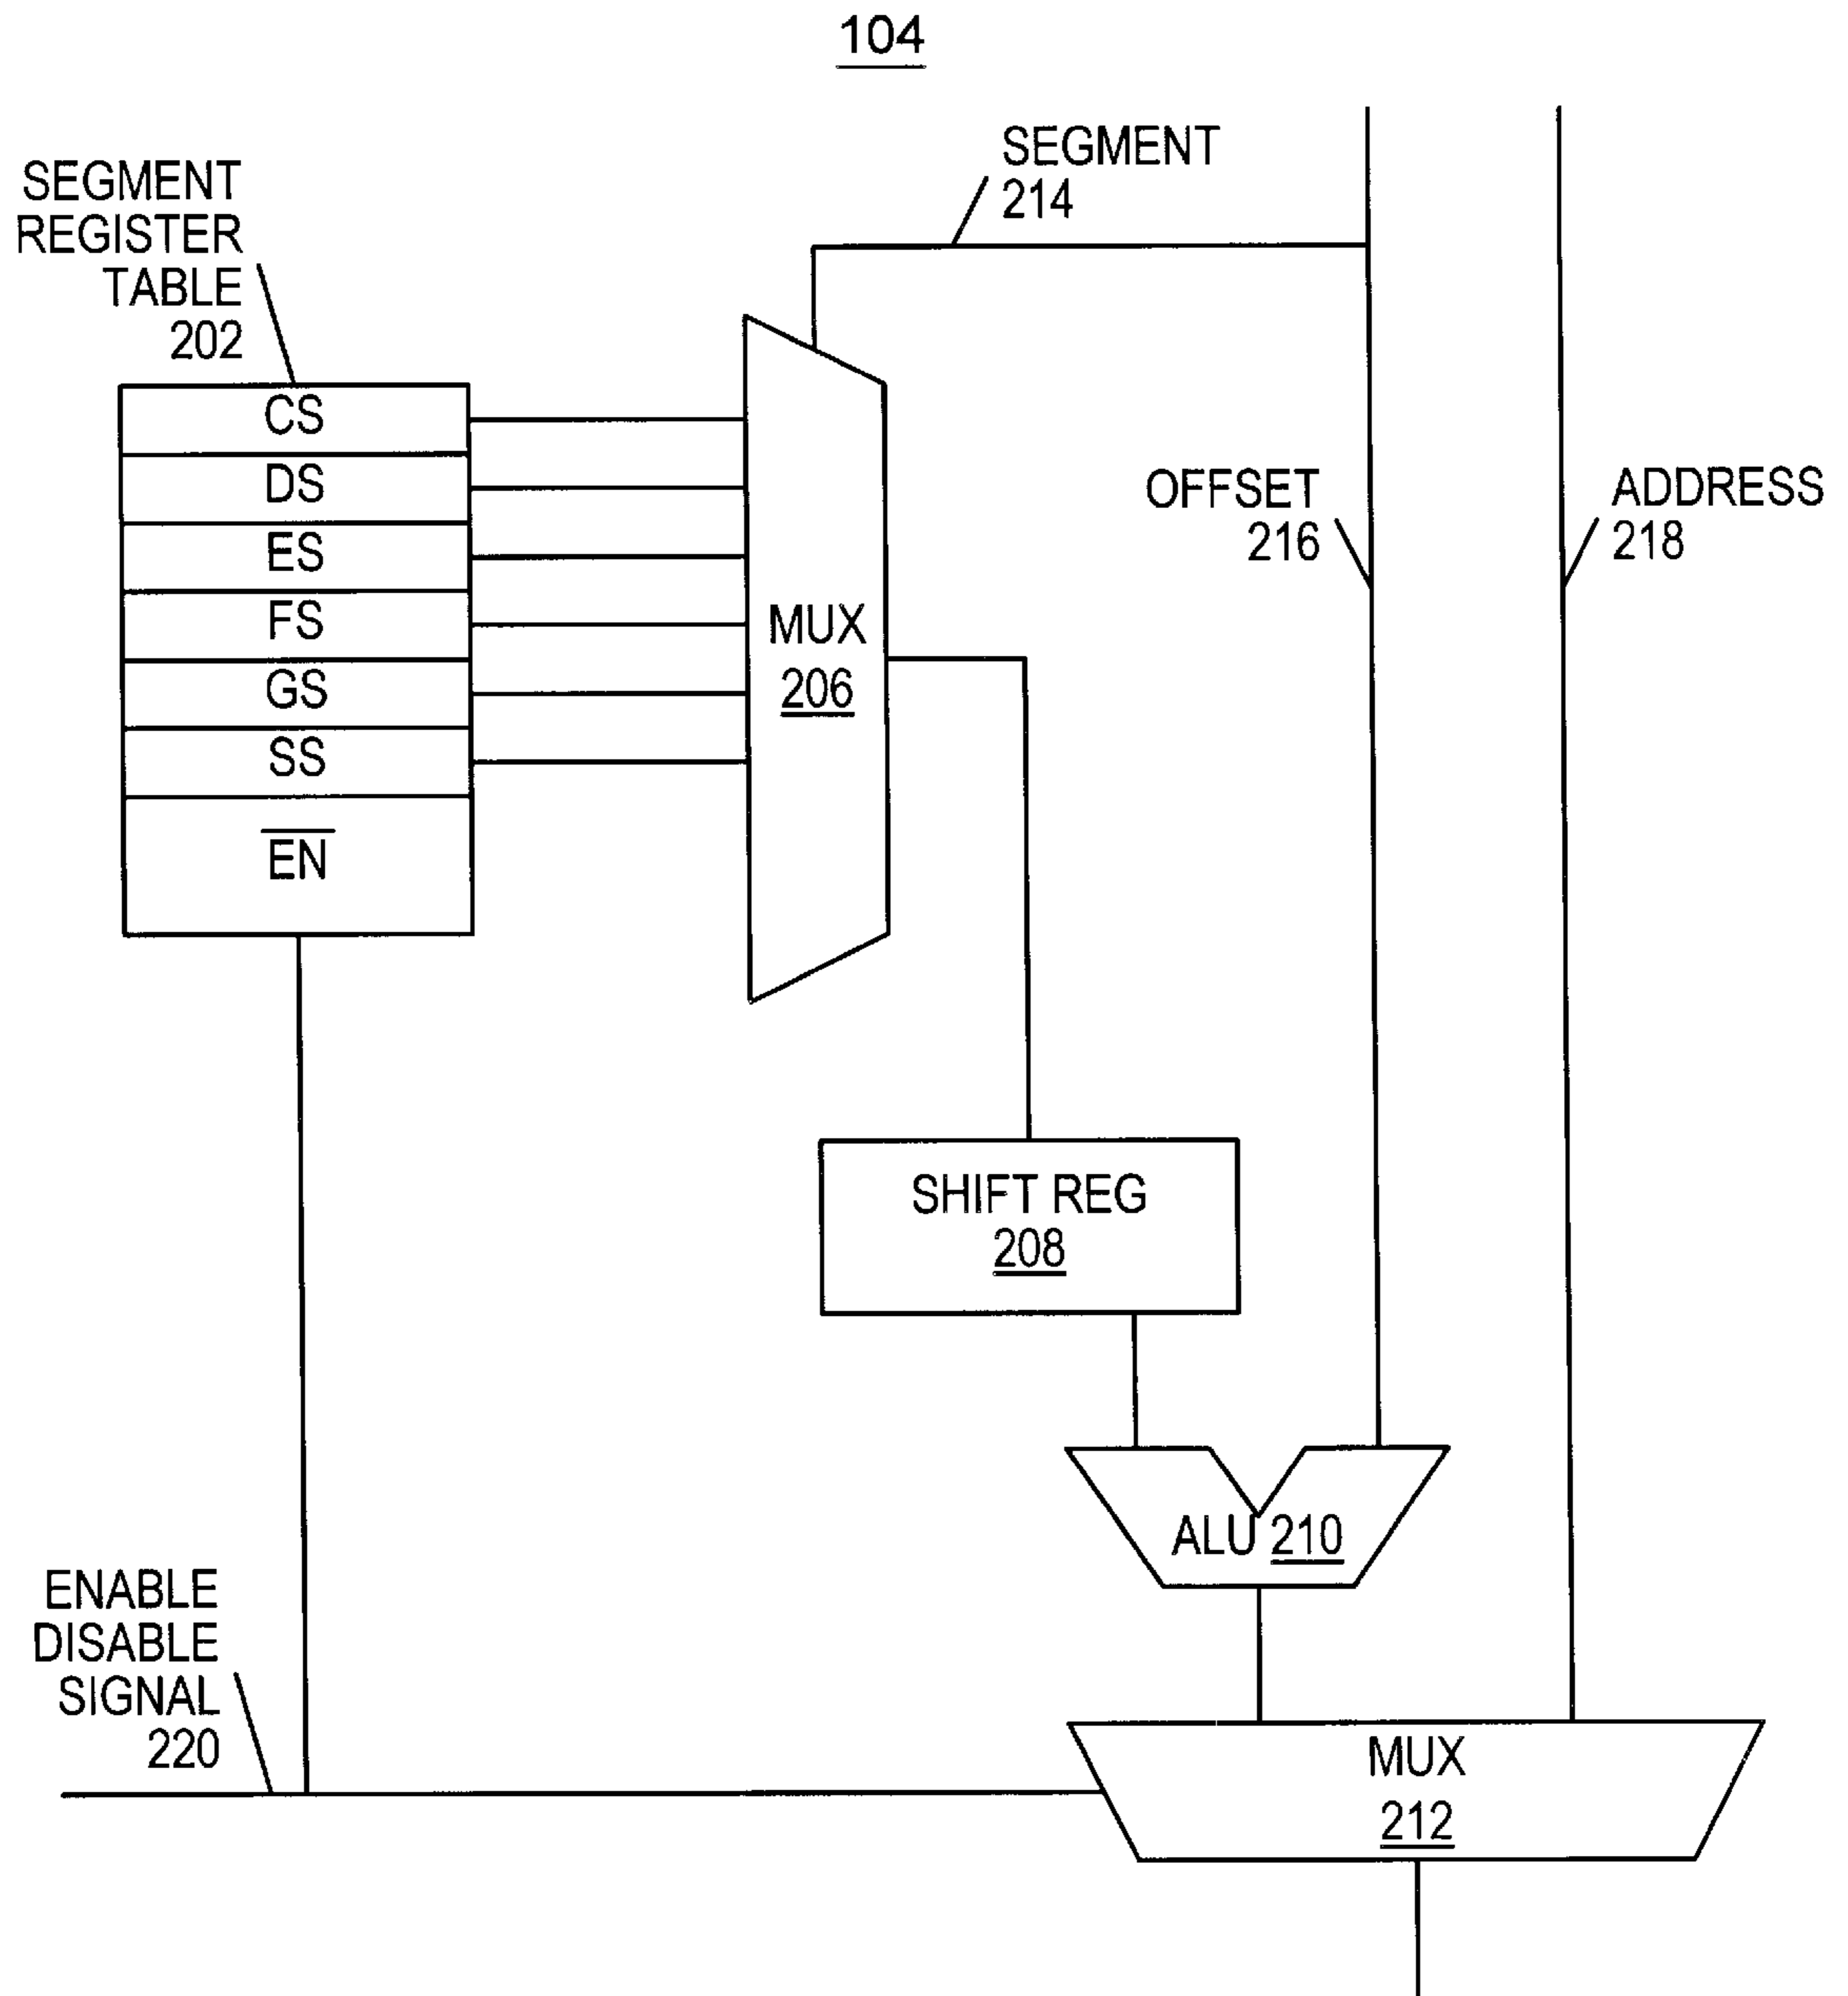 104
SEGMENT
REGISTER
TABLE
202
SEGMENT
214
CS
DS
ES
FS
GS
SS
EN
MUX
206
OFFSET
216
ADDRESS
218
SHIFT REG
208
ALU 210
ENABLE
DISABLE
SIGNAL
220
MUX
212